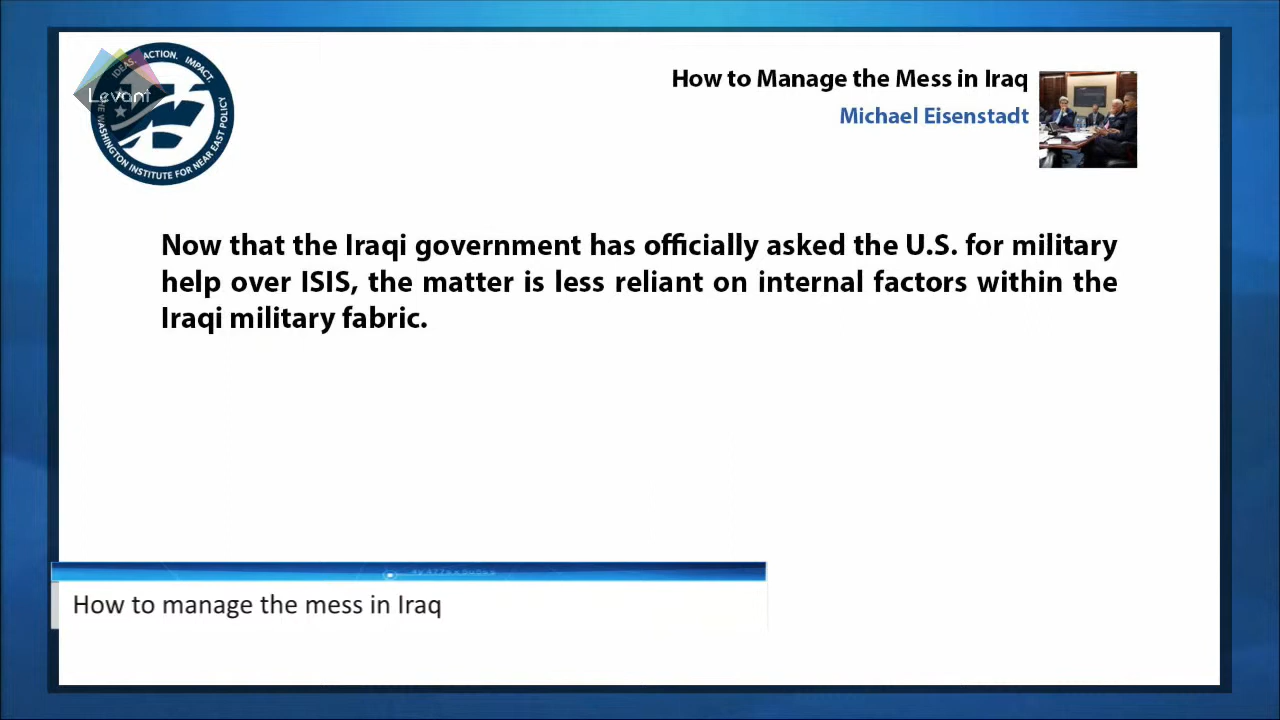 IDEAS. ACTION. IMPACT.
Levant
THE WASHINGTON INSTITUTE FOR NEAR EAST POLICY
How to Manage the Mess in Iraq
Michael Eisenstadt
Now that the Iraqi government has officially asked the U.S. for military
help over ISIS, the matter is less reliant on internal factors within the
Iraqi military fabric.
How to manage the mess in Iraq